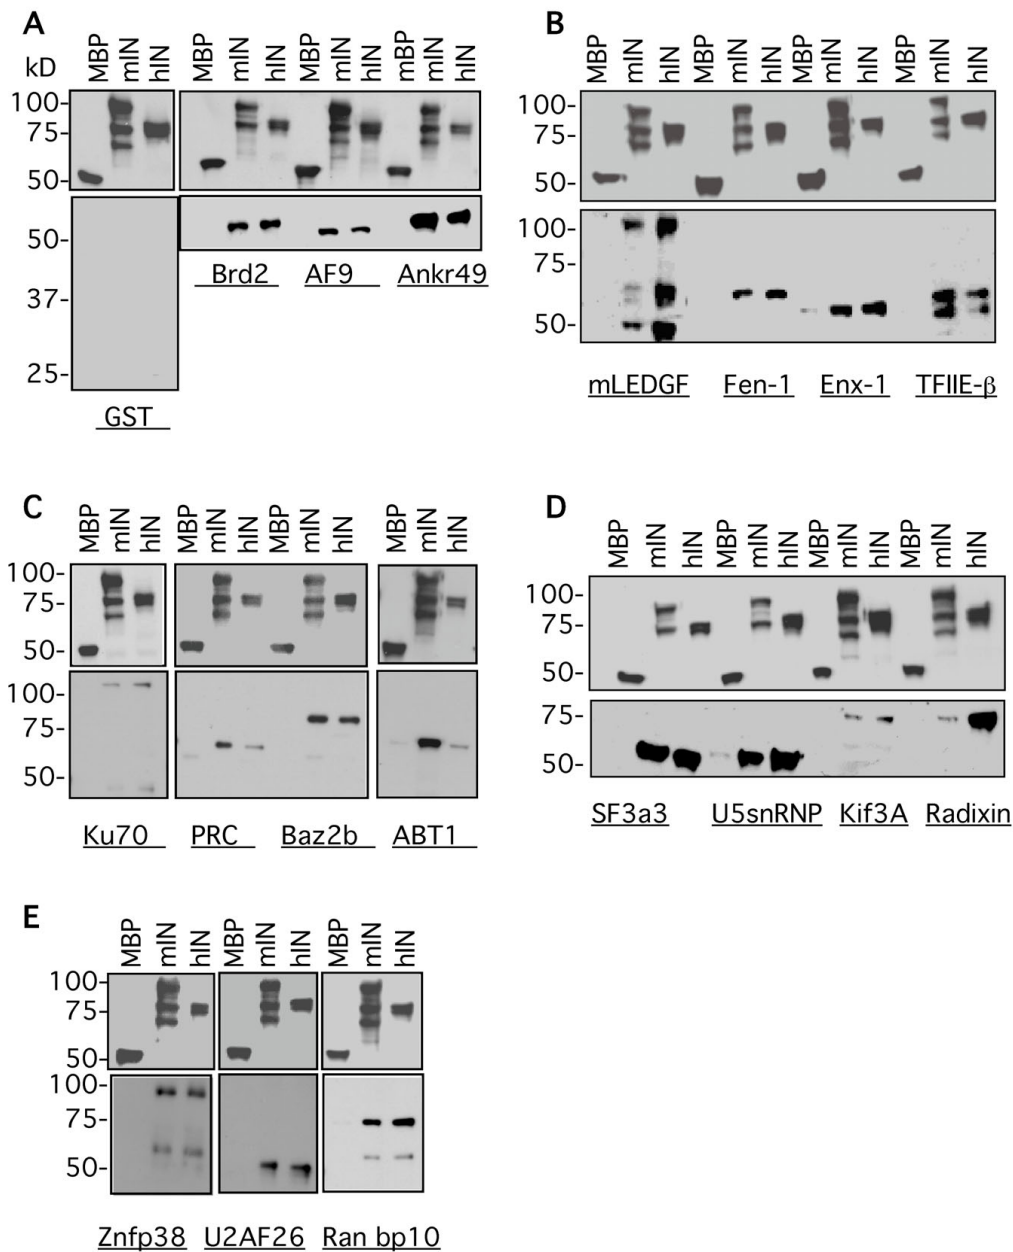 A
kD
MBP mIN hIN MBP mIN hIN MBP mIN hIN mBP mIN hIN
100-
75-
50-
50-
37-
25-
Brd2 AF9 Ankr49
GST
B
MBP mIN hIN MBP mIN hIN MBP mIN hIN MBP mIN hIN
100-
75-
50-
100-
75-
50-
mLEDGF Fen-1 Enx-1 TFIIE-β
C
MBP mIN hIN MBP mIN hIN MBP mIN hIN MBP mIN hIN
100-
75-
50-
100-
75-
50-
Ku70 PRC Baz2b ABT1
D
MBP mIN hIN MBP mIN hIN MBP mIN hIN MBP mIN hIN
100-
75-
50-
75-
50-
SF3a3 U5snRNP Kif3A Radixin
E
MBP mIN hIN MBP mIN hIN MBP mIN hIN
100-
75-
50-
100-
75-
50-
Znfp38 U2AF26 Ran bp10